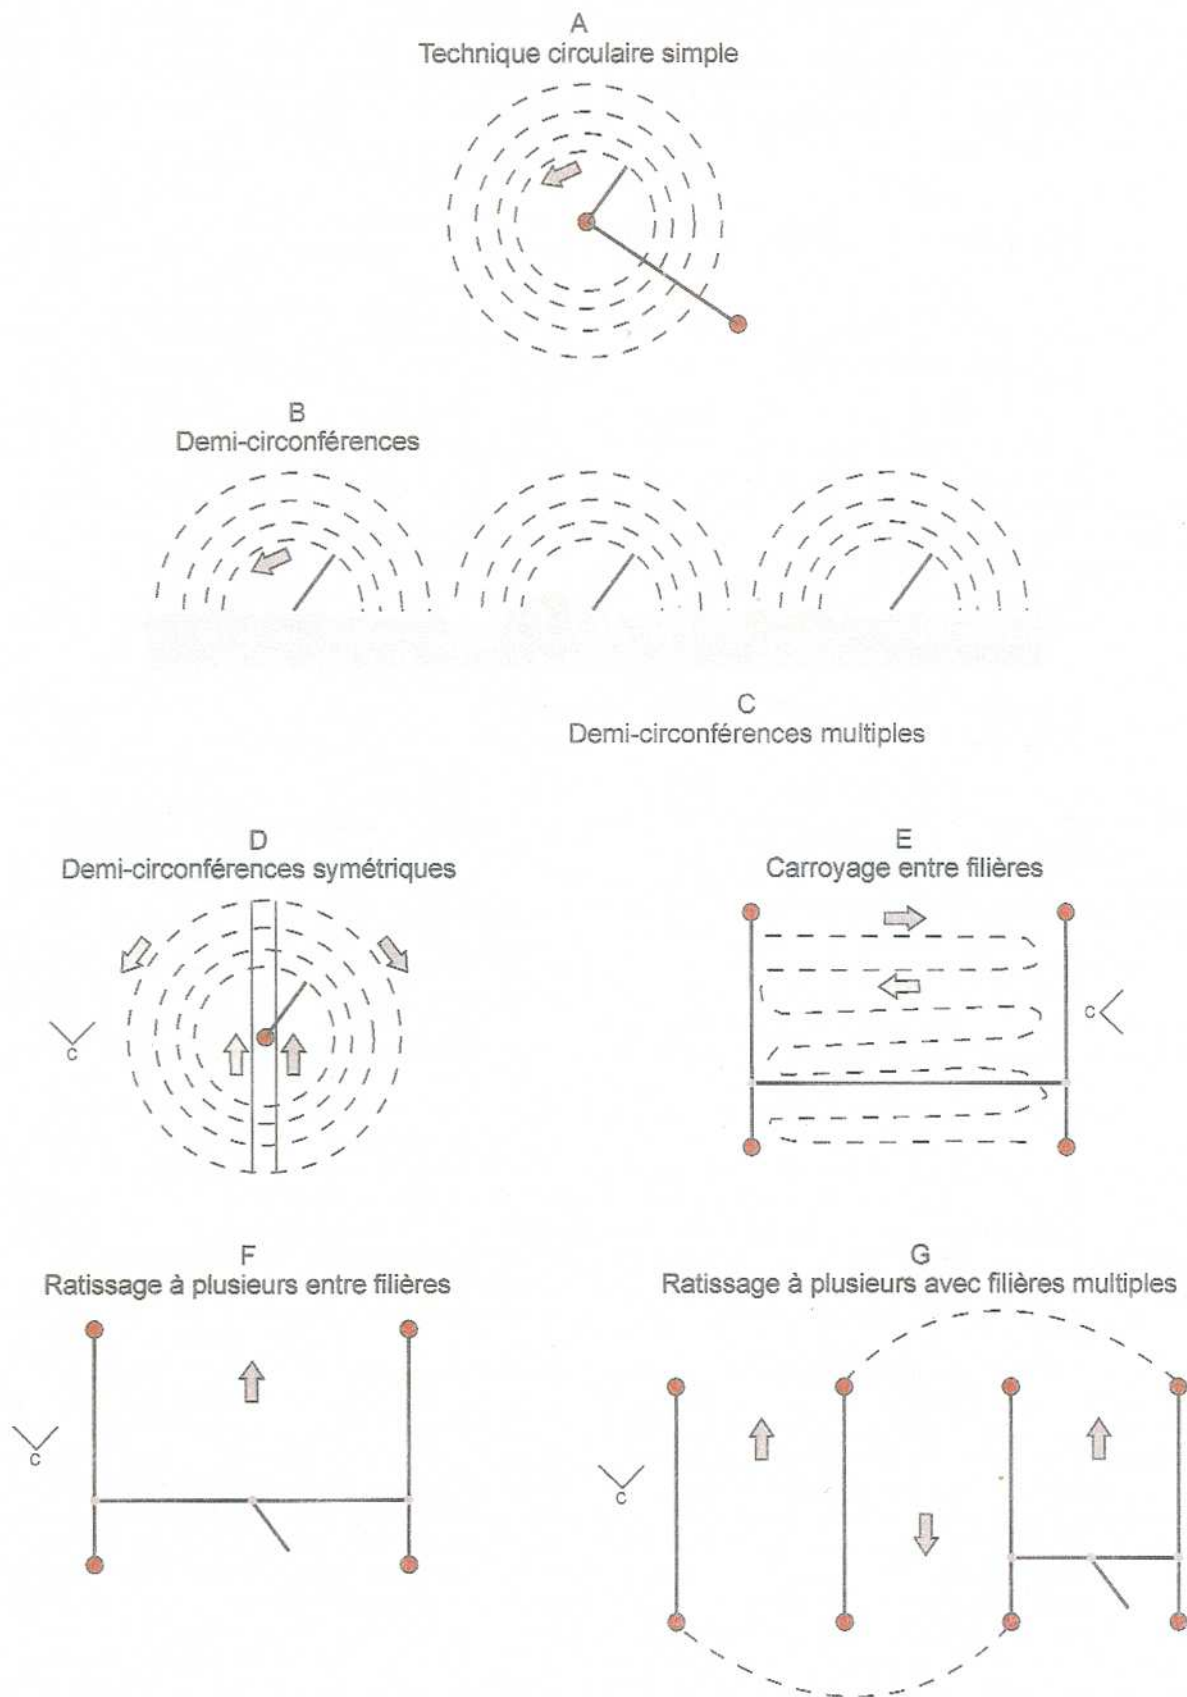 A
Technique circulaire simple
B
Demi-circonférences
C
Demi-circonférences multiples
D
Demi-circonférences symétriques
C
E
Carroyage entre filières
C
F
Ratissage à plusieurs entre filières
C
G
Ratissage à plusieurs avec filières multiples
C